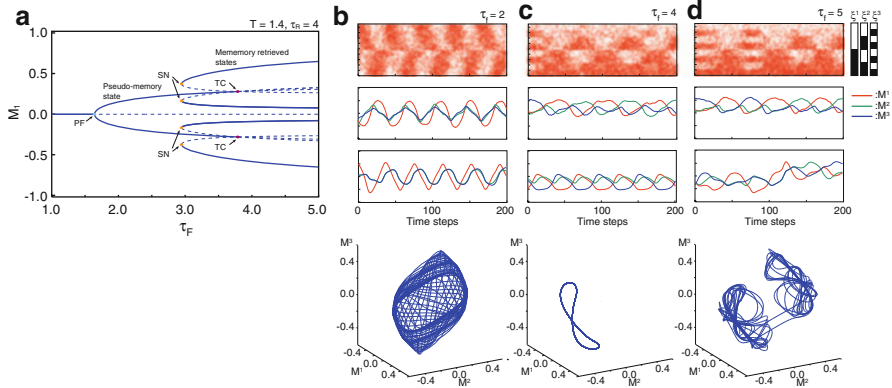 a
T = 1.4, τR = 4
1.0
0.5
0.0
-0.5
-1.0
M1
Mememory retrieved
states
Pseudo-memory
state
SN
TC
PF
SN
TC
1.0
2.0
3.0
4.0
5.0
τF
b
τf = 2
c
τf = 4
d
τf = 5
ξ1
ξ2
ξ3
:M1
:M2
:M3
0
100
200
0
100
200
0
100
200
Time steps
Time steps
Time steps
M3
0.4
0.0
-0.4
-0.4
0.0
0.4
M1
-0.4
0.0
0.4
M2
M3
0.4
0.0
-0.4
-0.4
0.0
0.4
M1
-0.4
0.0
0.4
M2
M3
0.4
0.0
-0.4
-0.4
0.0
0.4
M1
-0.4
0.0
0.4
M2